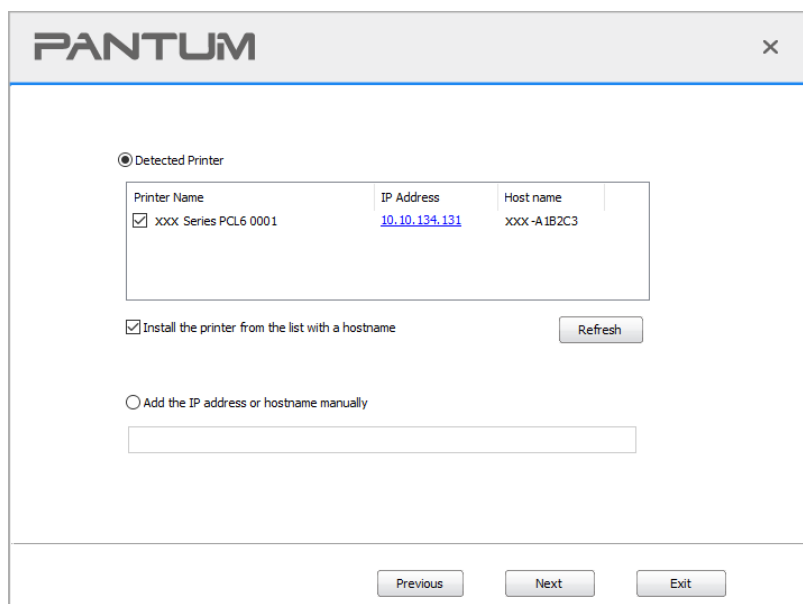 PANTUM
Detected Printer
Printer Name IP Address Host name
XXX Series PCL6 0001 10.10.134.131 XXX-A1B2C3
Install the printer from the list with a hostname Refresh
Add the IP address or hostname manually
Previous Next Exit